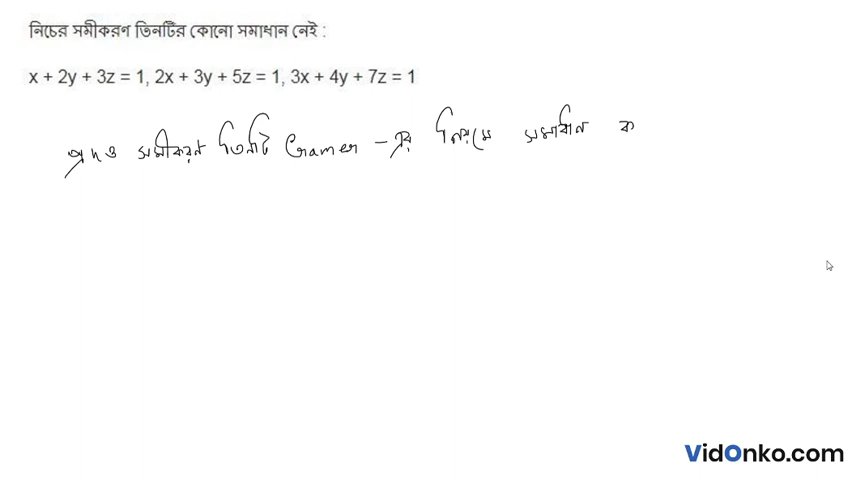 নিচের সমীকরণ তিনটির কোনো সমাধান নেই :
x + 2y + 3z = 1, 2x + 3y + 5z = 1, 3x + 4y + 7z = 1
প্রদত্ত সমীকরণ তিনটি Cramer - এর নিয়মে সমাধান ক
VidOnko.com